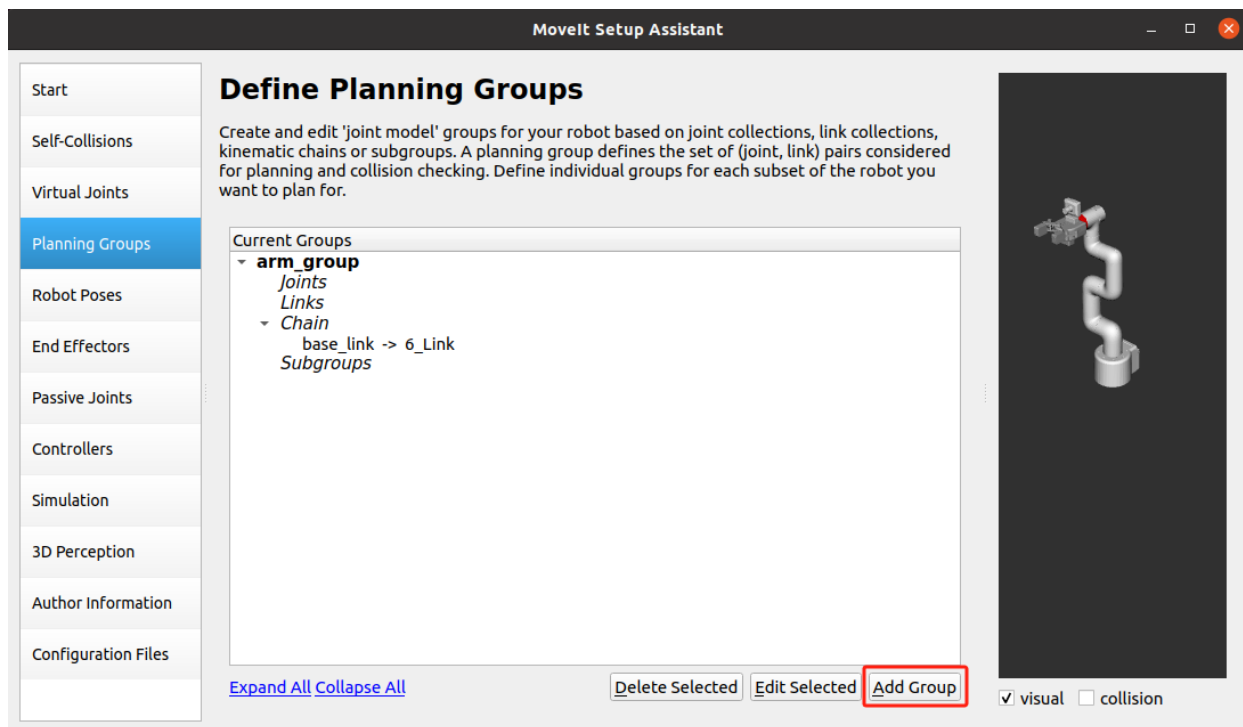 MoveIt Setup Assistant
Start
Self-Collisions
Virtual Joints
Planning Groups
Robot Poses
End Effectors
Passive Joints
Controllers
Simulation
3D Perception
Author Information
Configuration Files
Define Planning Groups
Create and edit 'joint model' groups for your robot based on joint collections, link collections,
kinematic chains or subgroups. A planning group defines the set of (joint, link) pairs considered
for planning and collision checking. Define individual groups for each subset of the robot you
want to plan for.
Current Groups
arm_group
Joints
Links
Chain
base_link -> 6_Link
Subgroups
Expand All Collapse All
Delete Selected Edit Selected Add Group
visual collision